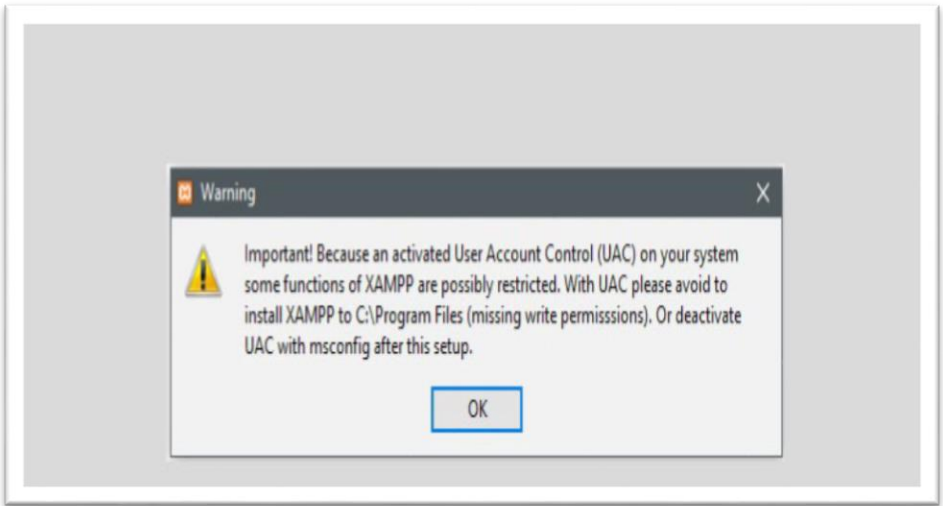 Warning
Important! Because an activated User Account Control (UAC) on your system
some functions of XAMPP are possibly restricted. With UAC please avoid to
install XAMPP to C:\Program Files (missing write permisssions). Or deactivate
UAC with msconfig after this setup.
OK